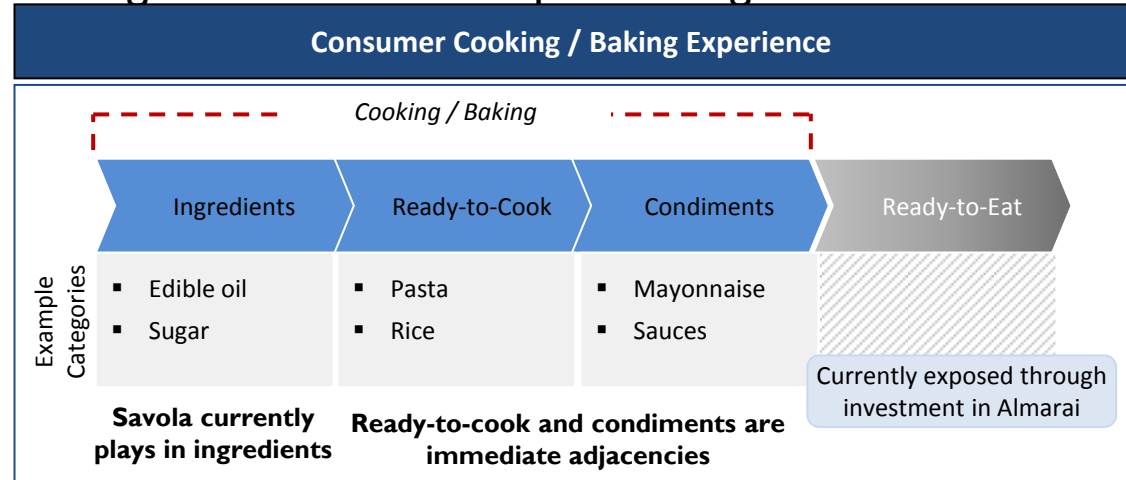 Consumer Cooking / Baking Experience
Cooking / Baking
Ingredients
Ready-to-Cook
Condiments
Ready-to-Eat
Example
Categories
▪ Edible oil
▪ Sugar
▪ Pasta
▪ Rice
▪ Mayonnaise
▪ Sauces
Currently exposed through
investment in Almarai
Savola currently
plays in ingredients
Ready-to-cook and condiments are
immediate adjacencies